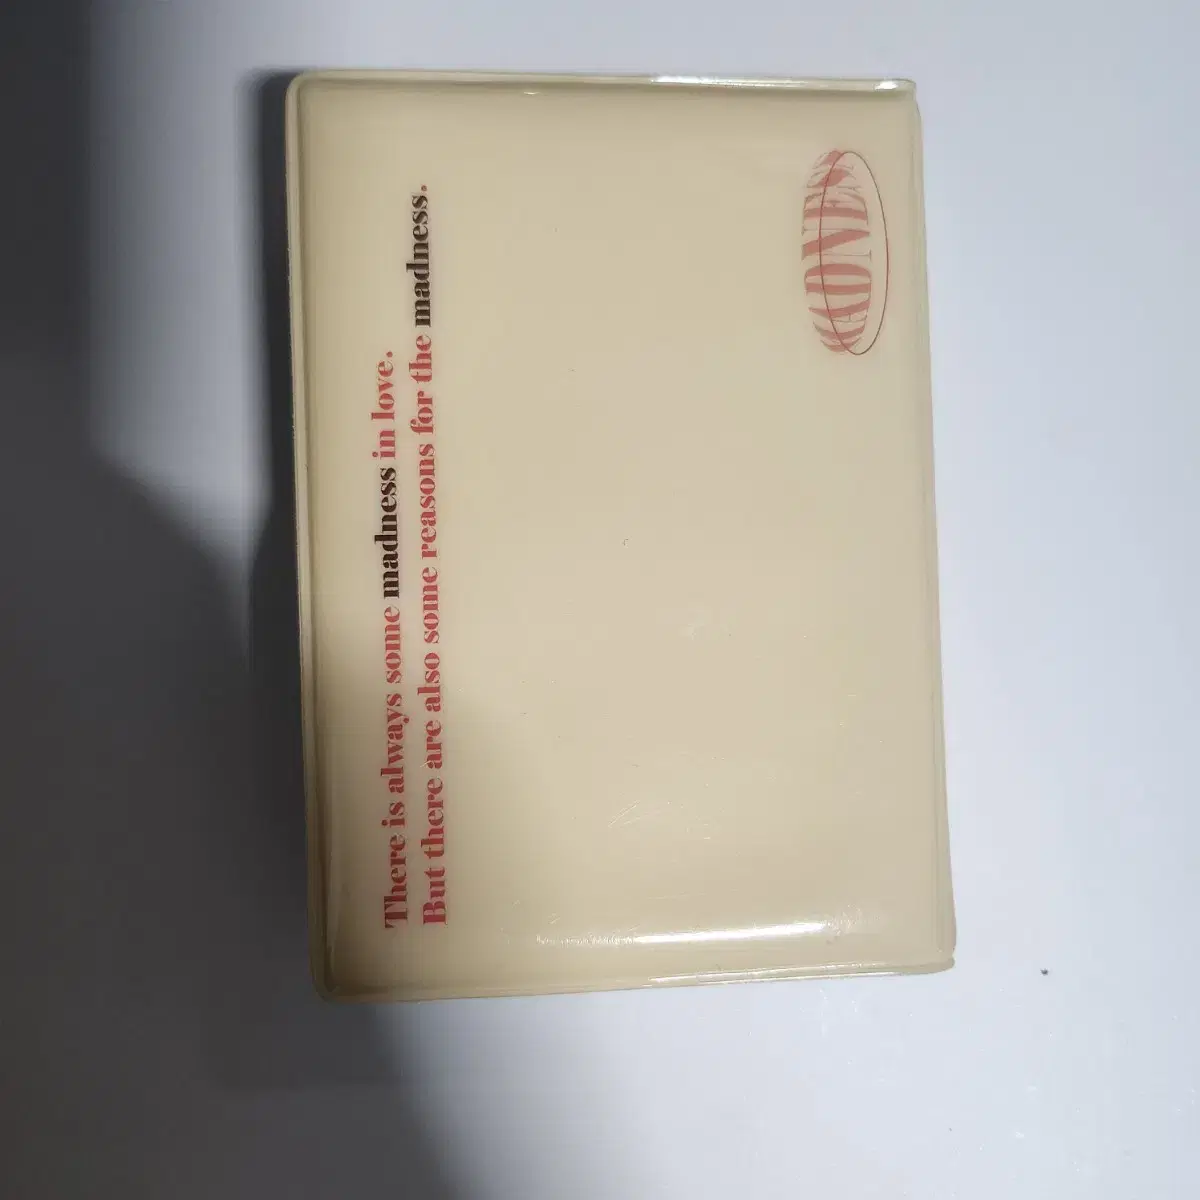 There is always some madness in love.
But there are also some reasons for the madness.
MADNESS